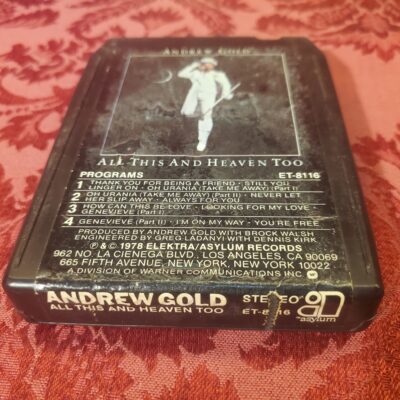 ANDREW GOLD
ALL THIS AND HEAVEN TOO
PROGRAMS ET-8116
1 THANK YOU FOR BEING A FRIEND · STILL YOU
LINGER ON · OH URANIA (TAKE ME AWAY) (Part I)
2 OH URANIA (TAKE ME AWAY) (Part II) · NEVER LET
HER SLIP AWAY · ALWAYS FOR YOU
3 HOW CAN THIS BE LOVE · LOOKING FOR MY LOVE ·
GENEVIEVE (Part I)
4 GENEVIEVE (Part II) · I'M ON MY WAY · YOU'RE FREE
PRODUCED BY ANDREW GOLD WITH BROCK WALSH
ENGINEERED BY GREG LADANYI WITH DENNIS KIRK
℗ & © 1978 ELEKTRA/ASYLUM RECORDS
962 NO. LA CIENEGA BLVD., LOS ANGELES, CA 90069
665 FIFTH AVENUE, NEW YORK, NEW YORK 10022
A DIVISION OF WARNER COMMUNICATIONS INC.
ANDREW GOLD STEREO
ALL THIS AND HEAVEN TOO ET-8116 asylum